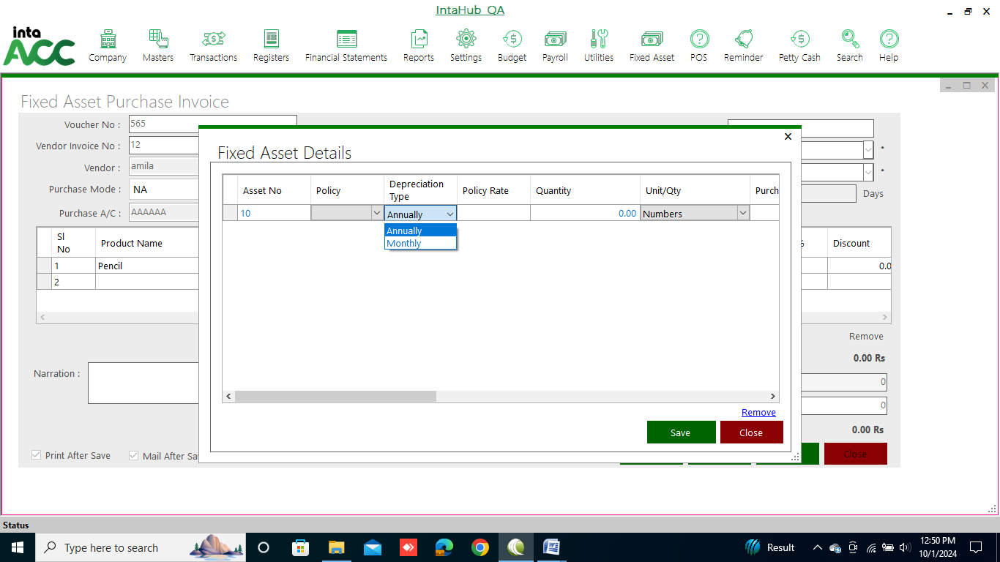 IntaHub_QA
inta
ACC
Company
Masters
Transactions
Registers
Financial Statements
Reports
Settings
Budget
Payroll
Utilities
Fixed Asset
POS
Reminder
Petty Cash
Search
Help
Fixed Asset Purchase Invoice
Voucher No :
565
Vendor Invoice No :
12
Vendor :
amila
Purchase Mode :
NA
Purchase A/C :
AAAAAA
Days
Sl
No
Product Name
%
Discount
1
Pencil
0.0
2
Remove
0.00 Rs
Narration :
0
0
0.00 Rs
Print After Save
Mail After Sa
Close
Fixed Asset Details
Asset No
Policy
Depreciation
Type
Policy Rate
Quantity
Unit/Qty
Purch
10
Annually
0.00
Numbers
Annually
Monthly
Remove
Save
Close
Status
Type here to search
Result
12:50 PM
10/1/2024